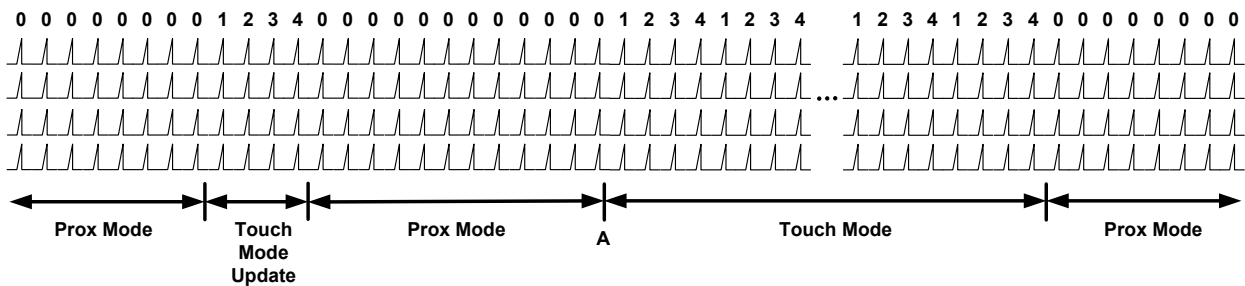 0 0 0 0 0 0 0 0 1 2 3 4 0 0 0 0 0 0 0 0 0 0 0 0 1 2 3 4 1 2 3 4 1 2 3 4 1 2 3 4 0 0 0 0 0 0 0 0
...
Prox Mode
Touch
Mode
Update
Prox Mode
A
Touch Mode
Prox Mode